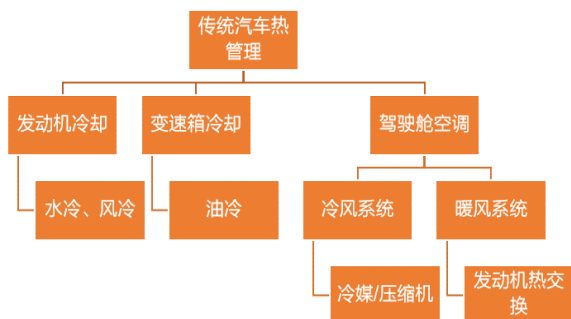 传统汽车热
管理
发动机冷却
变速箱冷却
驾驶舱空调
水冷、风冷
油冷
冷风系统
暖风系统
冷媒/压缩机
发动机热交
换